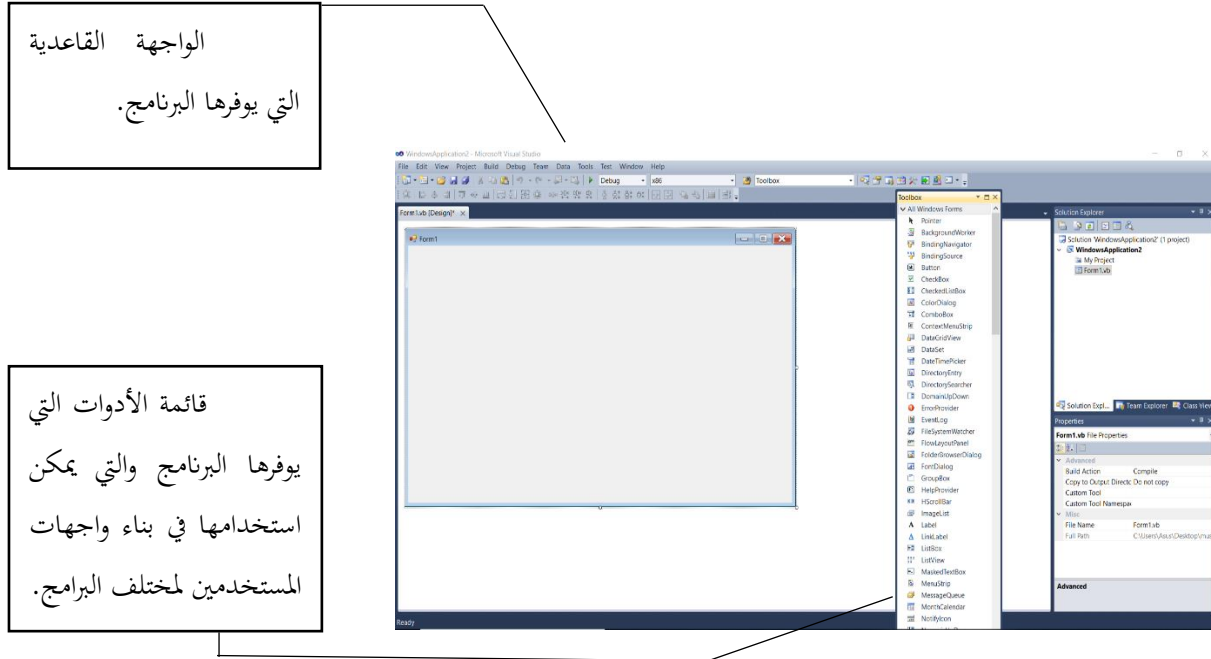 الواجهة القاعدية
التي يوفرها البرنامج.
WindowsApplication2 - Microsoft Visual Studio
File Edit View Project Build Debug Team Data Tools Test Window Help
Debug x86 Toolbox
Form1.vb [Design]*
Form1
Toolbox
All Windows Forms
Pointer
BackgroundWorker
BindingNavigator
BindingSource
Button
CheckBox
CheckedListBox
ColorDialog
ComboBox
ContextMenuStrip
DataGridView
DataSet
DateTimePicker
DirectoryEntry
DirectorySearcher
DomainUpDown
ErrorProvider
EventLog
FileSystemWatcher
FlowLayoutPanel
FolderBrowserDialog
FontDialog
GroupBox
HelpProvider
HScrollBar
ImageList
Label
LinkLabel
ListBox
ListView
MaskedTextBox
MenuStrip
MessageQueue
MonthCalendar
NotifyIcon
Solution Explorer
Solution 'WindowsApplication2' (1 project)
WindowsApplication2
My Project
Form1.vb
Solution Expl... Team Explorer Class View
Properties
Form1.vb File Properties
Advanced
Build Action Compile
Copy to Output Directo Do not copy
Custom Tool
Custom Tool Namespac
Misc
File Name Form1.vb
Full Path C:\Users\Asus\Desktop\mus
Advanced
Ready
قائمة الأدوات التي
يوفرها البرنامج والتي يمكن
استخدامها في بناء واجهات
المستخدمين لمختلف البرامج.